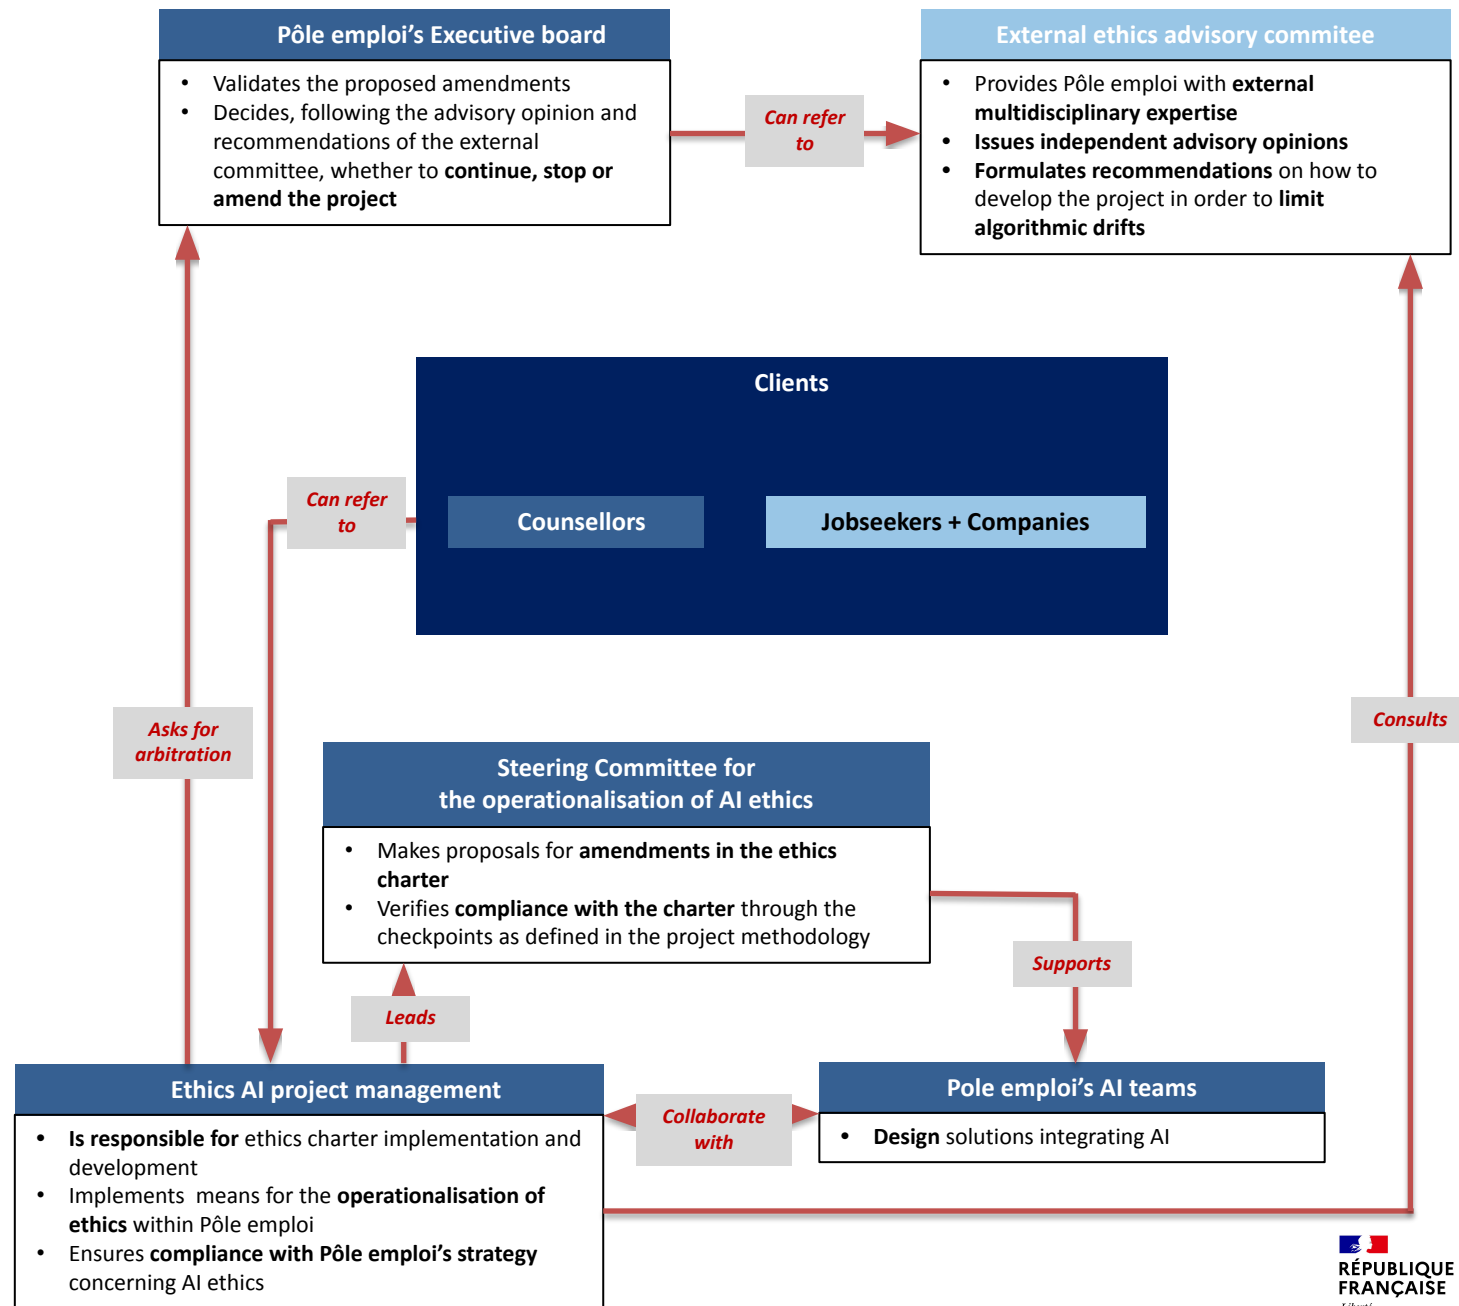 Pôle emploi's Executive board
• Validates the proposed amendments
• Decides, following the advisory opinion and
recommendations of the external
committee, whether to continue, stop or
amend the project
Can refer
to
External ethics advisory commitee
• Provides Pôle emploi with external
multidisciplinary expertise
• Issues independent advisory opinions
• Formulates recommendations on how to
develop the project in order to limit
algorithmic drifts
Clients
Counsellors
Jobseekers + Companies
Can refer
to
Asks for
arbitration
Consults
Steering Committee for
the operationalisation of AI ethics
• Makes proposals for amendments in the ethics
charter
• Verifies compliance with the charter through the
checkpoints as defined in the project methodology
Supports
Leads
Ethics AI project management
• Is responsible for ethics charter implementation and
development
• Implements  means for the operationalisation of
ethics within Pôle emploi
• Ensures compliance with Pôle emploi's strategy
concerning AI ethics
Collaborate
with
Pole emploi's AI teams
• Design solutions integrating AI
RÉPUBLIQUE
FRANÇAISE